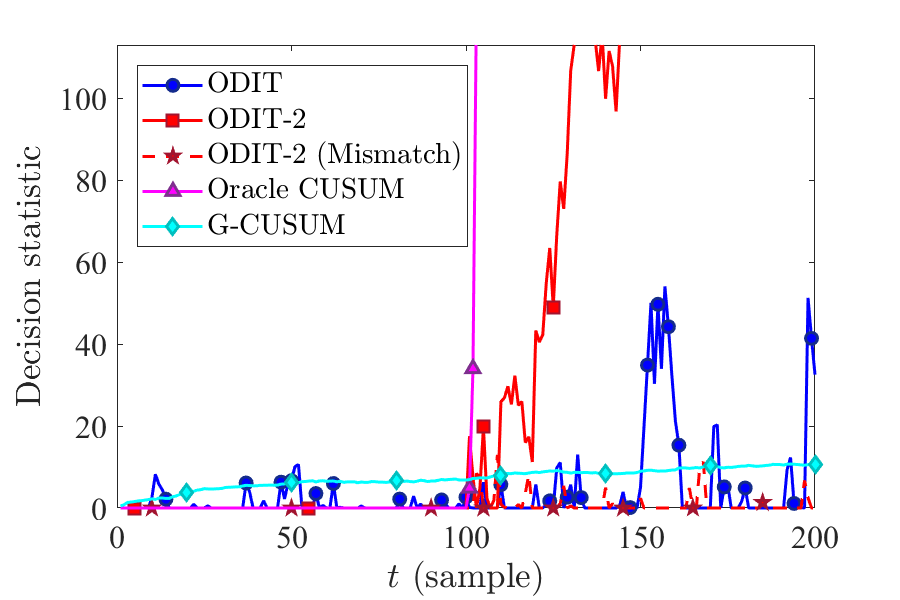 ODIT
ODIT-2
ODIT-2 (Mismatch)
Oracle CUSUM
G-CUSUM
Decision statistic
100
80
60
40
20
0
0 50 100 150 200
t (sample)